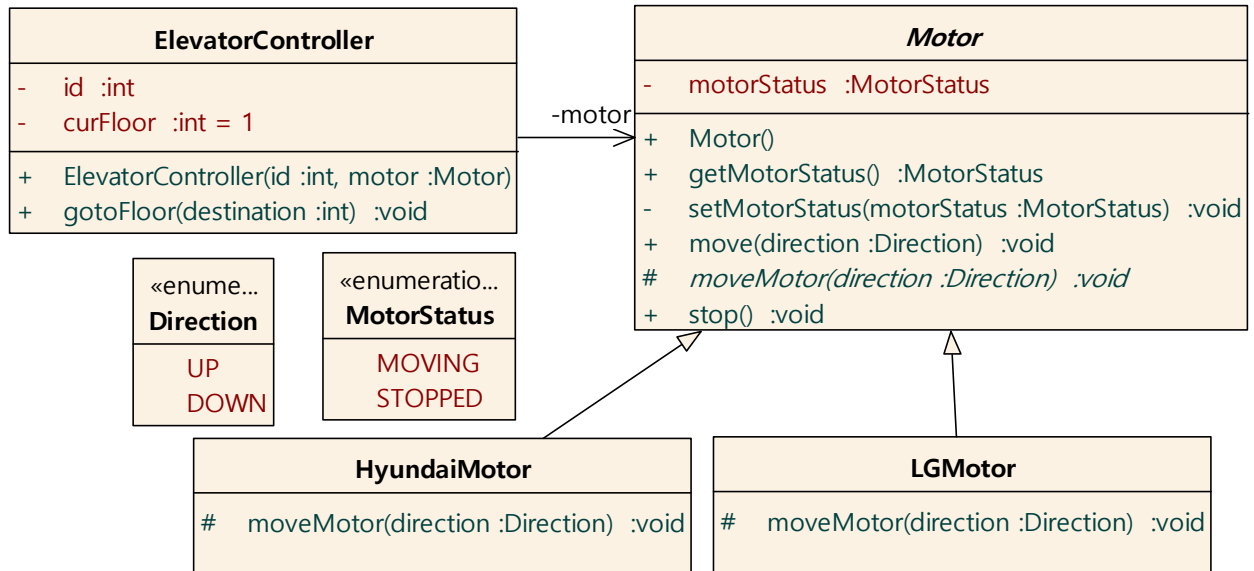 ElevatorController
- id :int
- curFloor :int = 1
+ ElevatorController(id :int, motor :Motor)
+ gotoFloor(destination :int) :void
-motor
Motor
- motorStatus :MotorStatus
+ Motor()
+ getMotorStatus() :MotorStatus
- setMotorStatus(motorStatus :MotorStatus) :void
+ move(direction :Direction) :void
# moveMotor(direction :Direction) :void
+ stop() :void
«enume...
Direction
UP
DOWN
«enumeratio...
MotorStatus
MOVING
STOPPED
HyundaiMotor
# moveMotor(direction :Direction) :void
LGMotor
# moveMotor(direction :Direction) :void